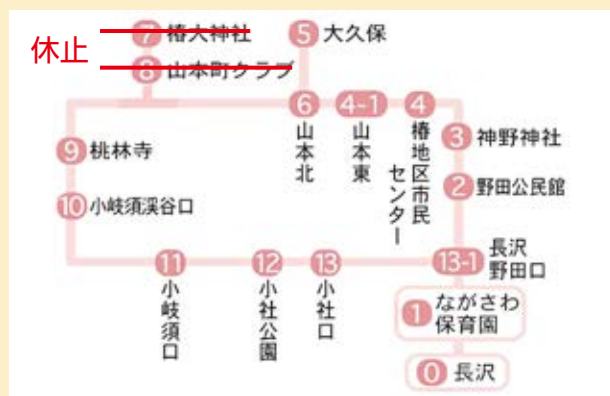 休止
7 椿大神社
8 山本町クラブ
5 大久保
6 山本北
4-1 山本東
4 椿地区市民
センター
3 神野神社
2 野田公民館
9 桃林寺
10 小岐須渓谷口
11 小岐須口
12 小社公園
13 小社口
13-1 長沢
野田口
1 ながさわ
保育園
0 長沢